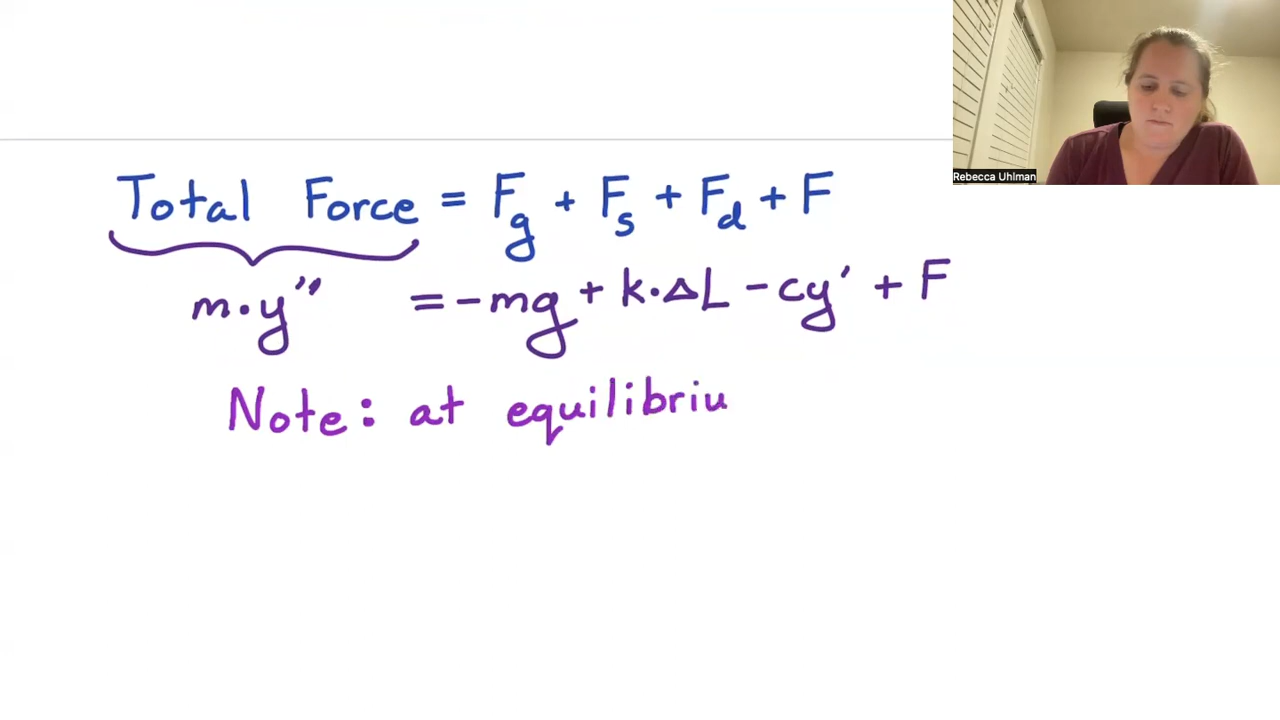 Rebecca Uhlman
Total Force = Fg + Fs + Fd + F
m·y'' = -mg + k·ΔL - cy' + F
Note: at equilibriu